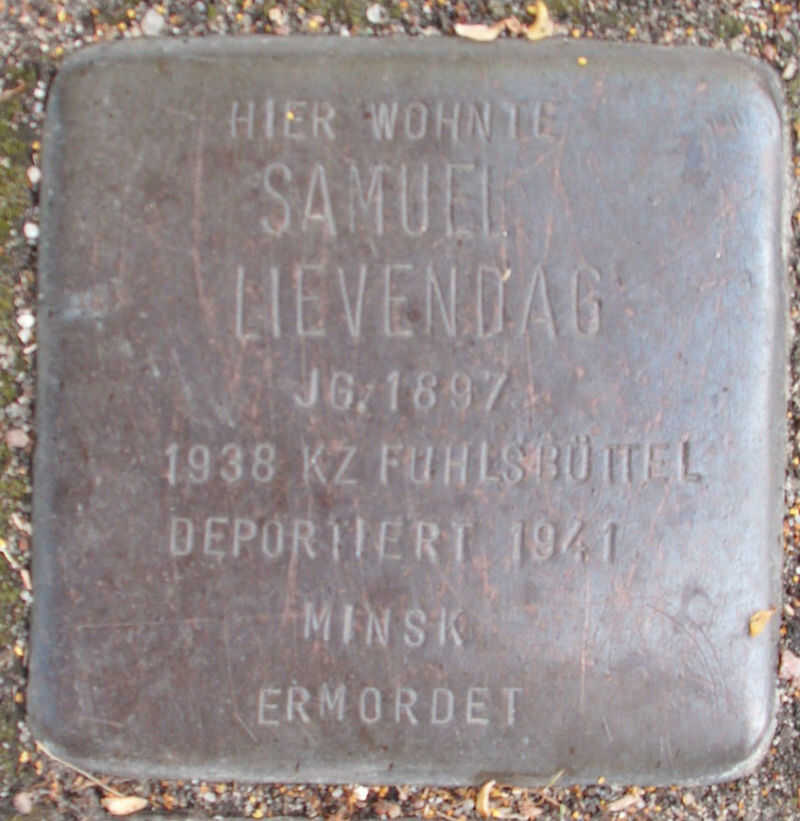 HIER WOHNTE
SAMUEL
LIEVENDAG
JG. 1897
1938 KZ FUHLSBÜTTEL
DEPORTIERT 1941
MINSK
ERMORDET